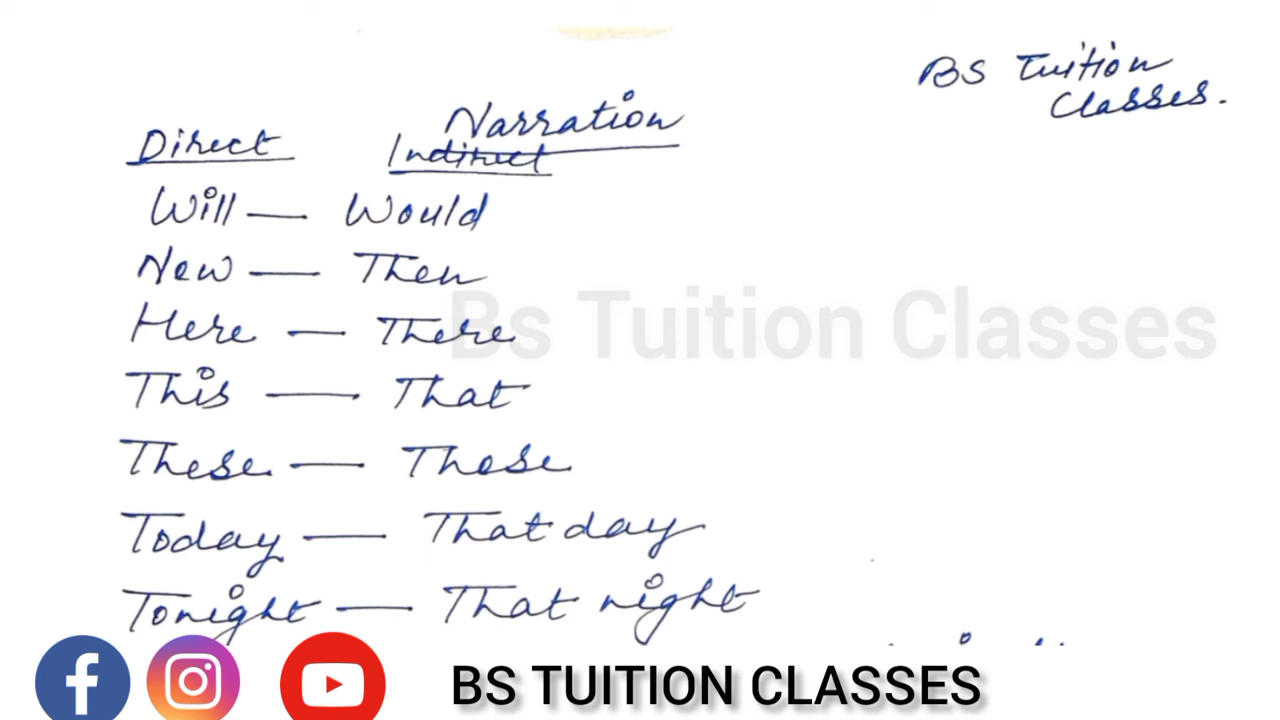 BS Tuition
Classes.
Narration
Direct Indirect
Will — Would
New — Then
Here — There
This — That
These — Those
Today — That day
Tonight — That night
Bs Tuition Classes
BS TUITION CLASSES